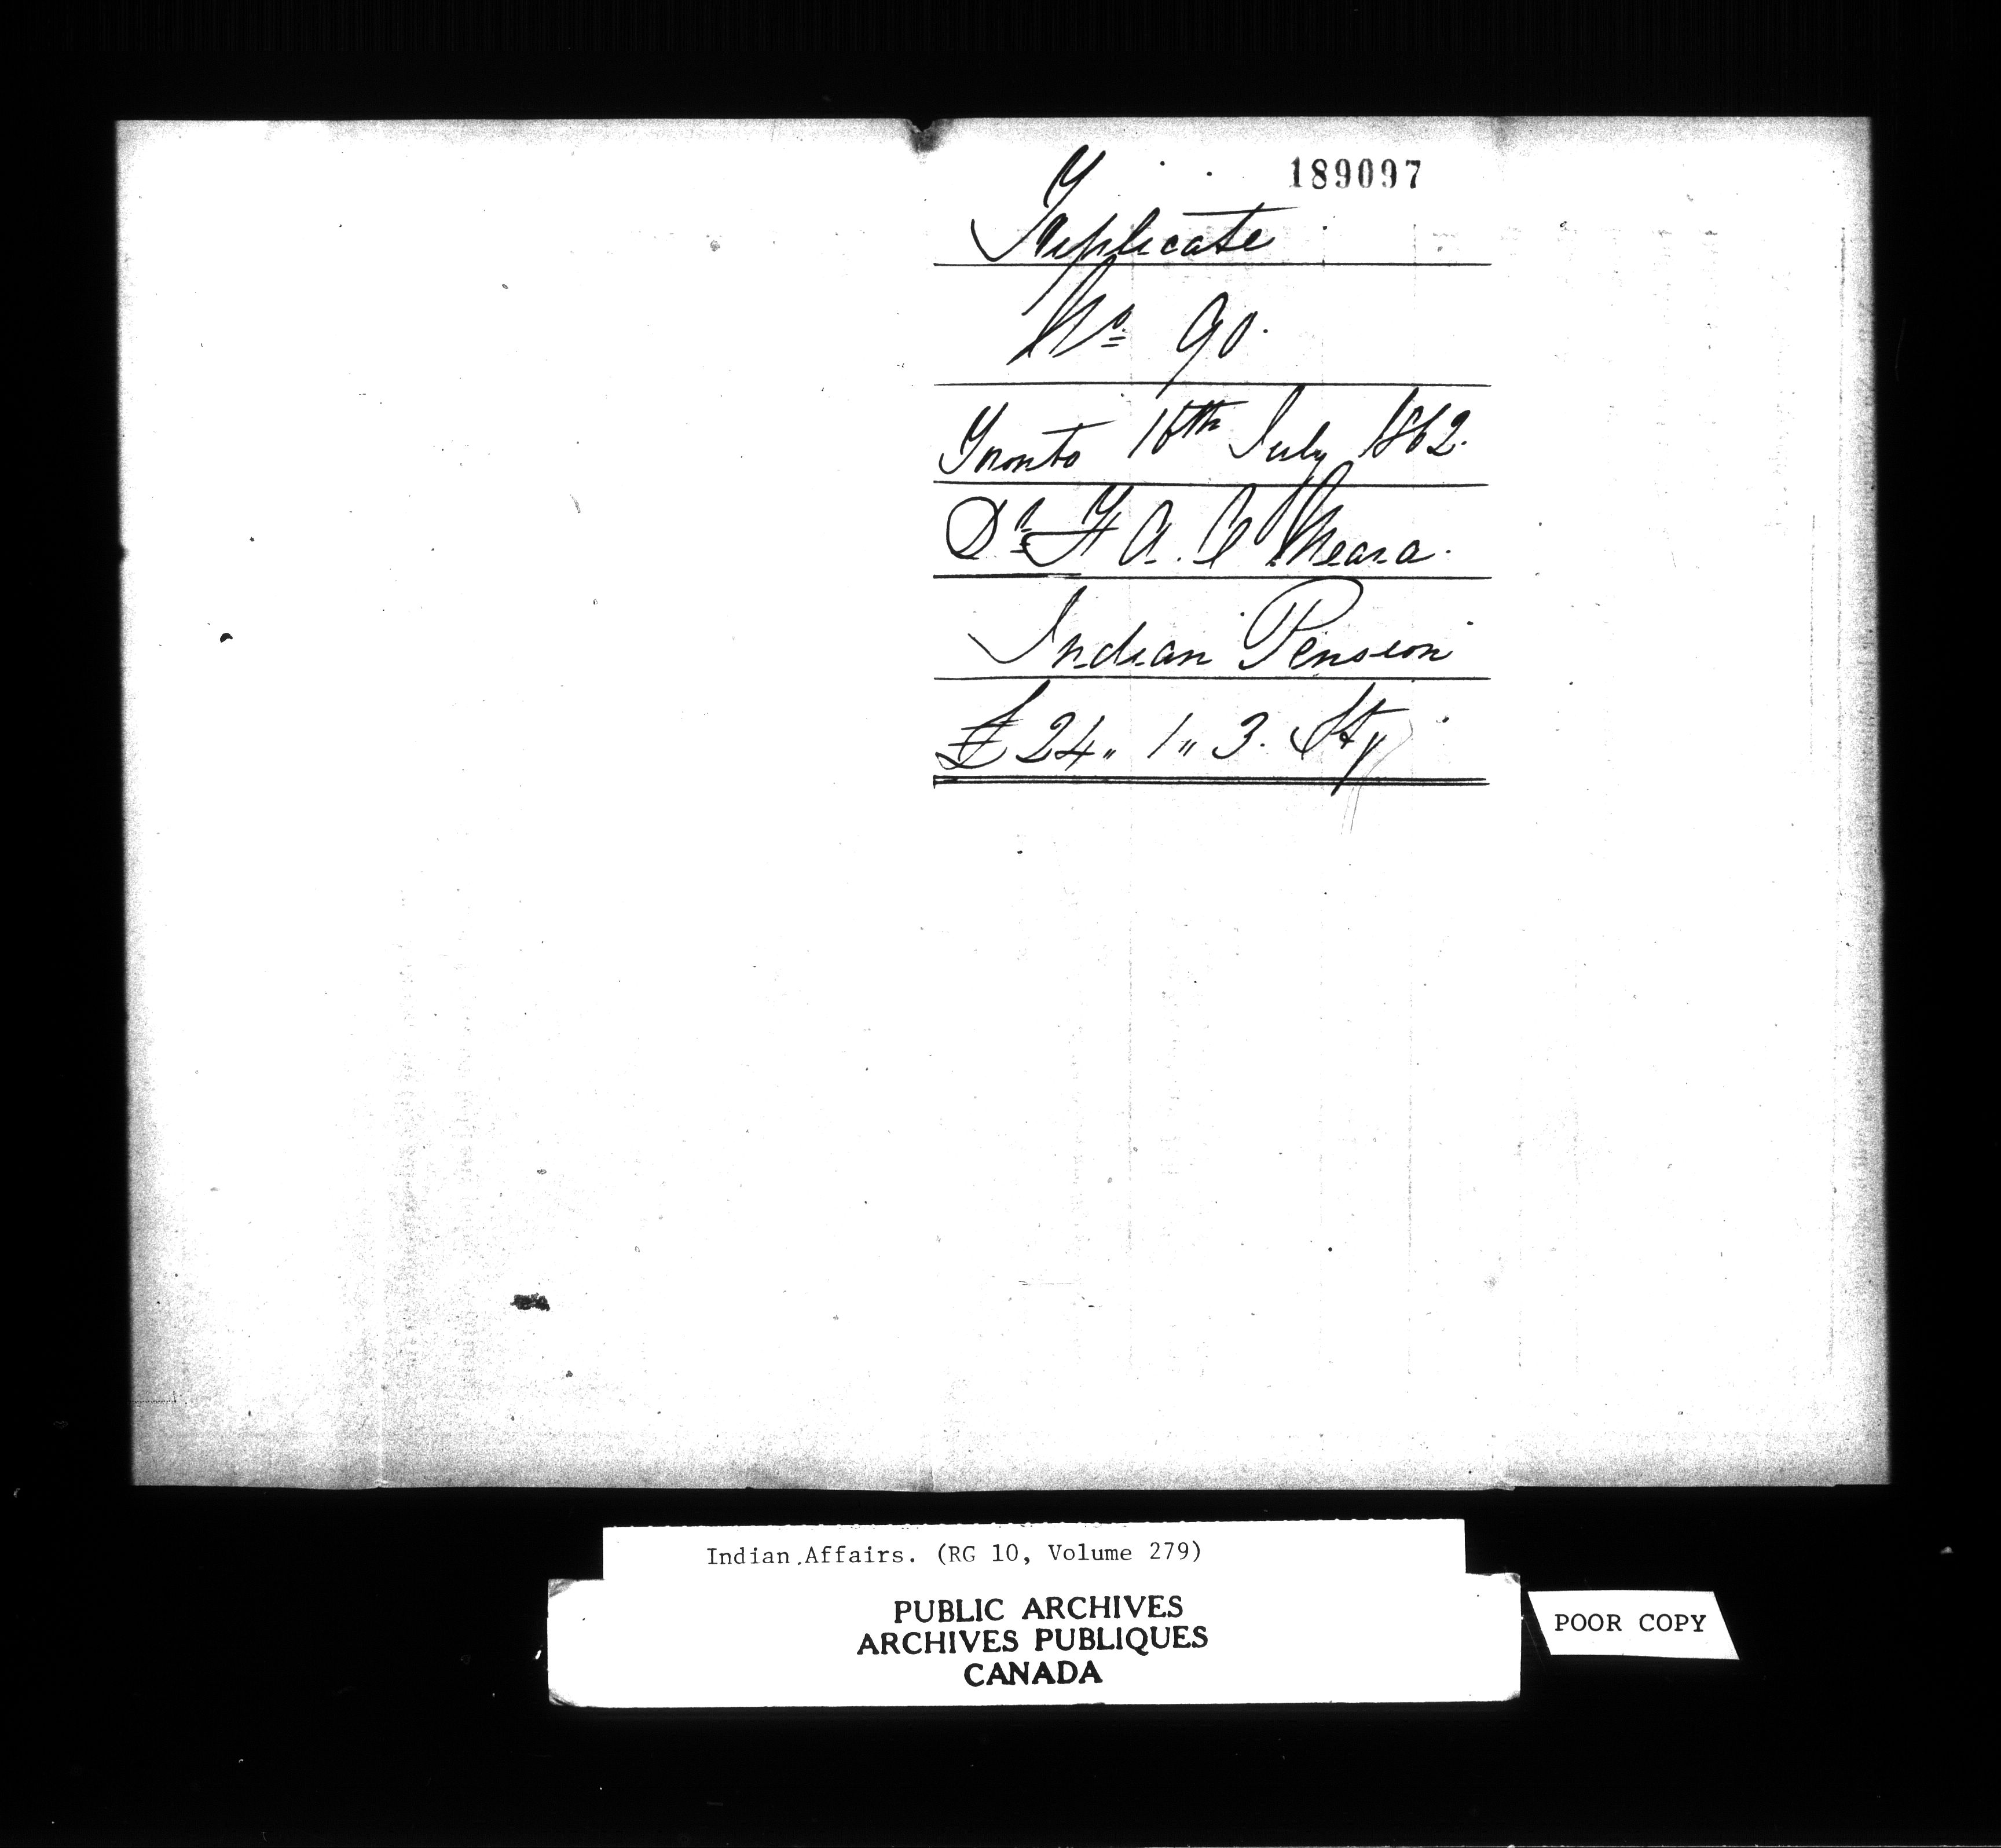 189097
Triplicate
No 90.
Toronto 16th July 1862.
Dr F A. O'Meara.
Indian Pension
£24" 1" 3. Stg
Indian Affairs. (RG 10, Volume 279)
PUBLIC ARCHIVES
ARCHIVES PUBLIQUES
CANADA
POOR COPY